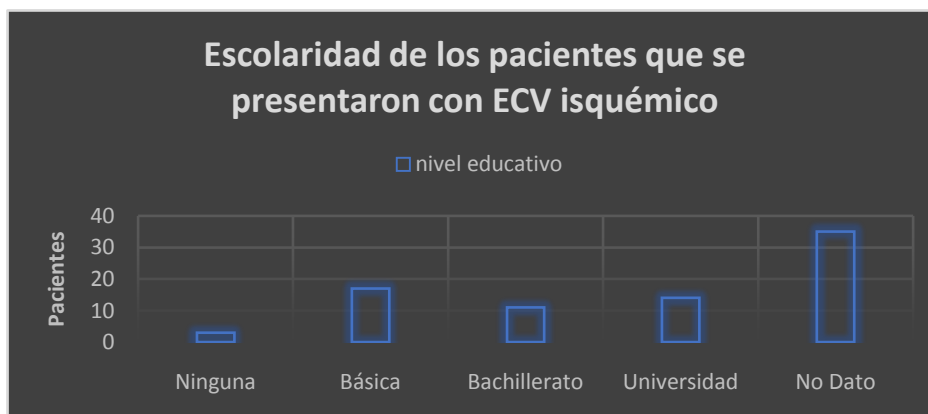 Escolaridad de los pacientes que se
presentaron con ECV isquémico
nivel educativo
Pacientes
40
30
20
10
0
Ninguna
Básica
Bachillerato
Universidad
No Dato